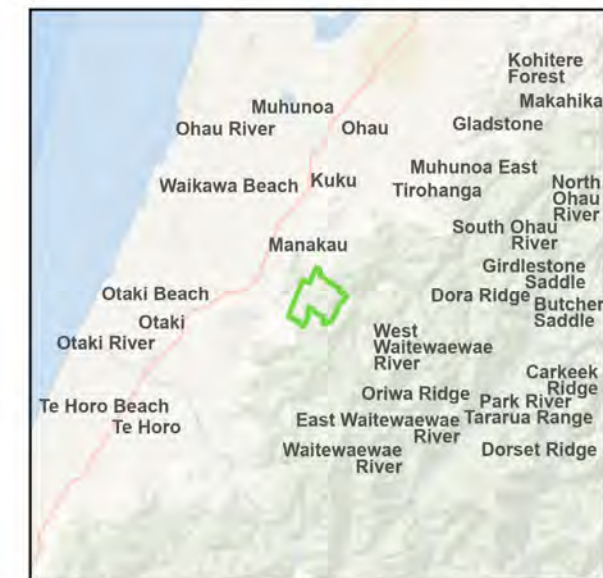 Kohitere
Forest
Makahika
Muhunoa
Ohau River
Ohau
Gladstone
Muhunoa East
Waikawa Beach
Kuku
Tirohanga
North
Ohau
River
South Ohau
River
Manakau
Girdlestone
Saddle
Otaki Beach
Dora Ridge
Butcher
Saddle
Otaki
Otaki River
West
Waitewaewae
River
Carkeek
Ridge
Oriwa Ridge
Park River
Te Horo Beach
Te Horo
East Waitewaewae
River
Tararua Range
Waitewaewae
River
Dorset Ridge